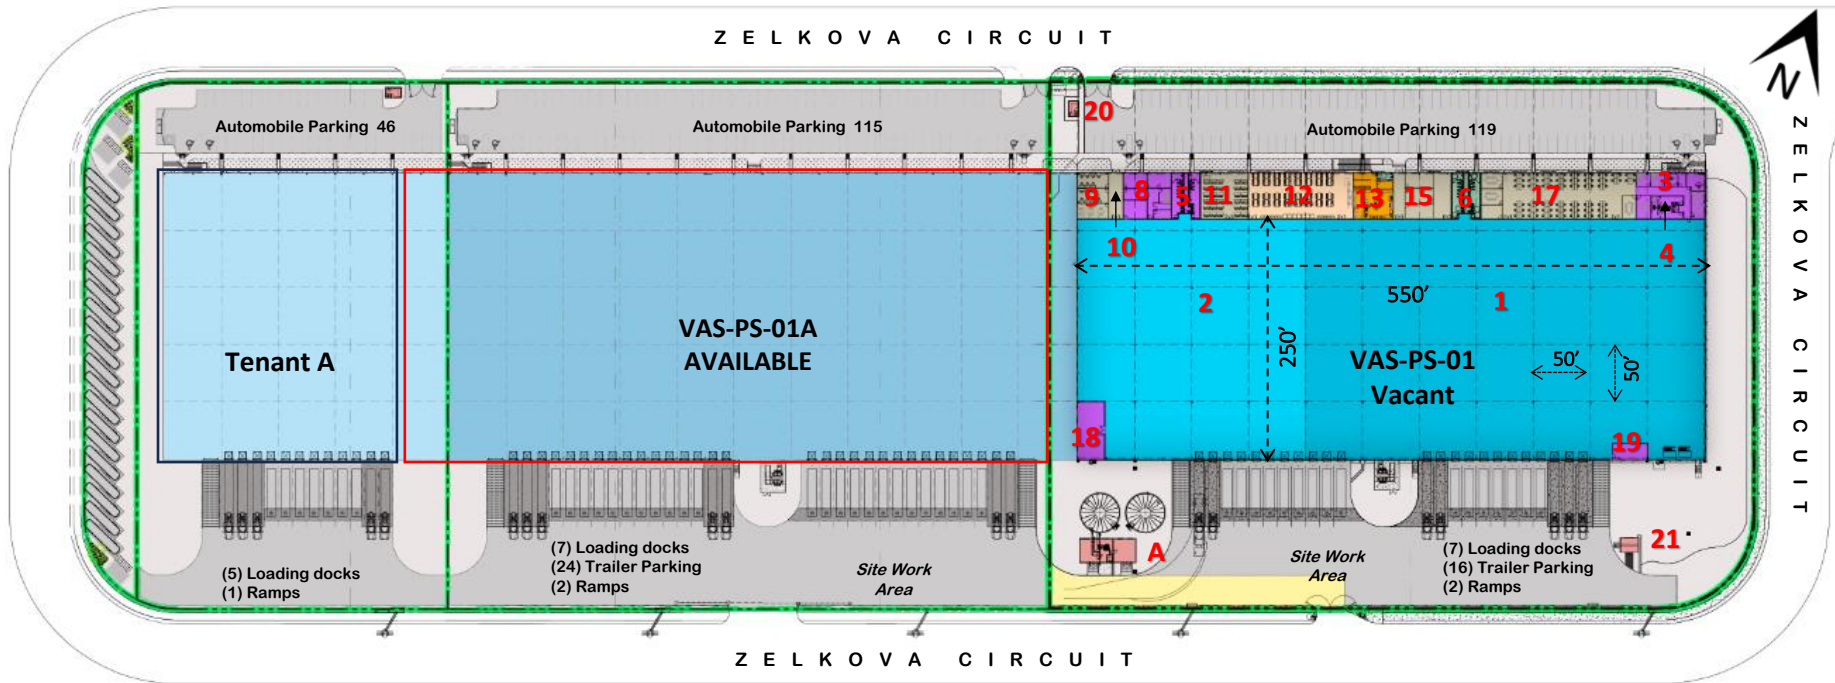 ZELKOVA CIRCUIT
N
20
Automobile Parking 46
Automobile Parking 115
Automobile Parking 119
ZELKOVA CIRCUIT
9
8
5
11
12
13
15
6
17
3
10
4
2
550’
1
250’
50’
50’
Tenant A
VAS-PS-01A
AVAILABLE
VAS-PS-01
Vacant
18
19
A
21
(5) Loading docks
(1) Ramps
(7) Loading docks
(24) Trailer Parking
(2) Ramps
Site Work
Area
Site Work
Area
(7) Loading docks
(16) Trailer Parking
(2) Ramps
ZELKOVA CIRCUIT